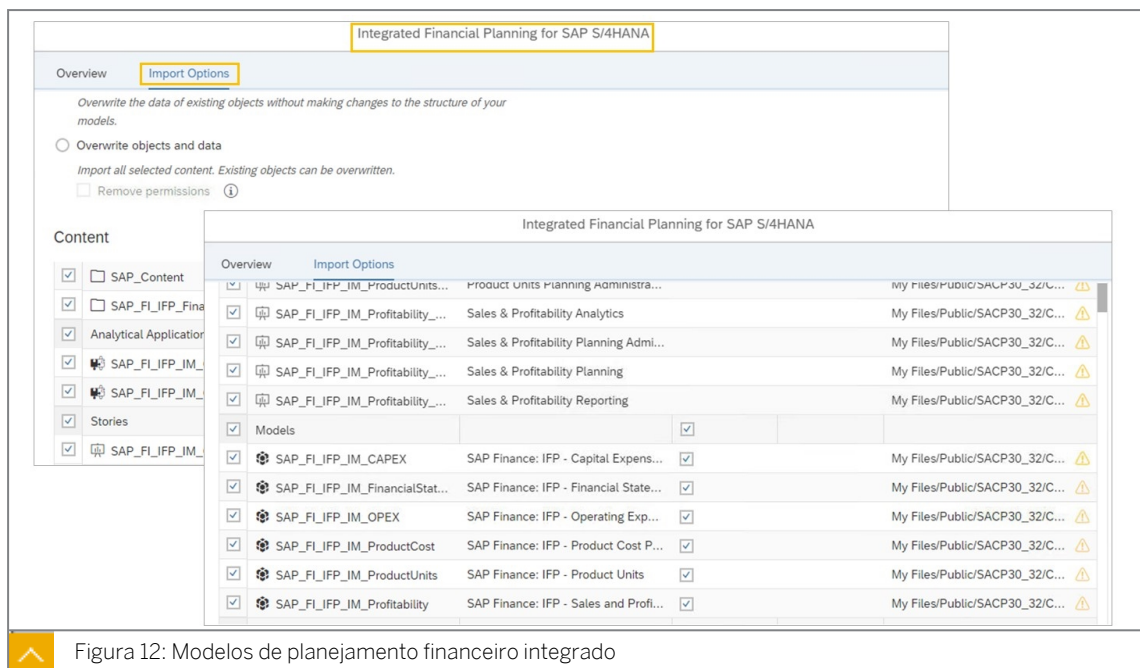 Integrated Financial Planning for SAP S/4HANA
Overview Import Options
Overwrite the data of existing objects without making changes to the structure of your
models.
Overwrite objects and data
Import all selected content. Existing objects can be overwritten.
Remove permissions
Content
SAP_Content
SAP_FI_IFP_Fina
Analytical Application
SAP_FI_IFP_IM_
SAP_FI_IFP_IM_
Stories
SAP_FI_IFP_IM_
Integrated Financial Planning for SAP S/4HANA
Overview Import Options
SAP_FI_IFP_IM_ProductUnits... Product Units Planning Administra... My Files/Public/SACP30_32/C...
SAP_FI_IFP_IM_Profitability_... Sales & Profitability Analytics My Files/Public/SACP30_32/C...
SAP_FI_IFP_IM_Profitability_... Sales & Profitability Planning Admi... My Files/Public/SACP30_32/C...
SAP_FI_IFP_IM_Profitability_... Sales & Profitability Planning My Files/Public/SACP30_32/C...
SAP_FI_IFP_IM_Profitability_... Sales & Profitability Reporting My Files/Public/SACP30_32/C...
Models
SAP_FI_IFP_IM_CAPEX SAP Finance: IFP - Capital Expens... My Files/Public/SACP30_32/C...
SAP_FI_IFP_IM_FinancialStat... SAP Finance: IFP - Financial State... My Files/Public/SACP30_32/C...
SAP_FI_IFP_IM_OPEX SAP Finance: IFP - Operating Exp... My Files/Public/SACP30_32/C...
SAP_FI_IFP_IM_ProductCost SAP Finance: IFP - Product Cost P... My Files/Public/SACP30_32/C...
SAP_FI_IFP_IM_ProductUnits SAP Finance: IFP - Product Units My Files/Public/SACP30_32/C...
SAP_FI_IFP_IM_Profitability SAP Finance: IFP - Sales and Profi... My Files/Public/SACP30_32/C...
Figura 12: Modelos de planejamento financeiro integrado